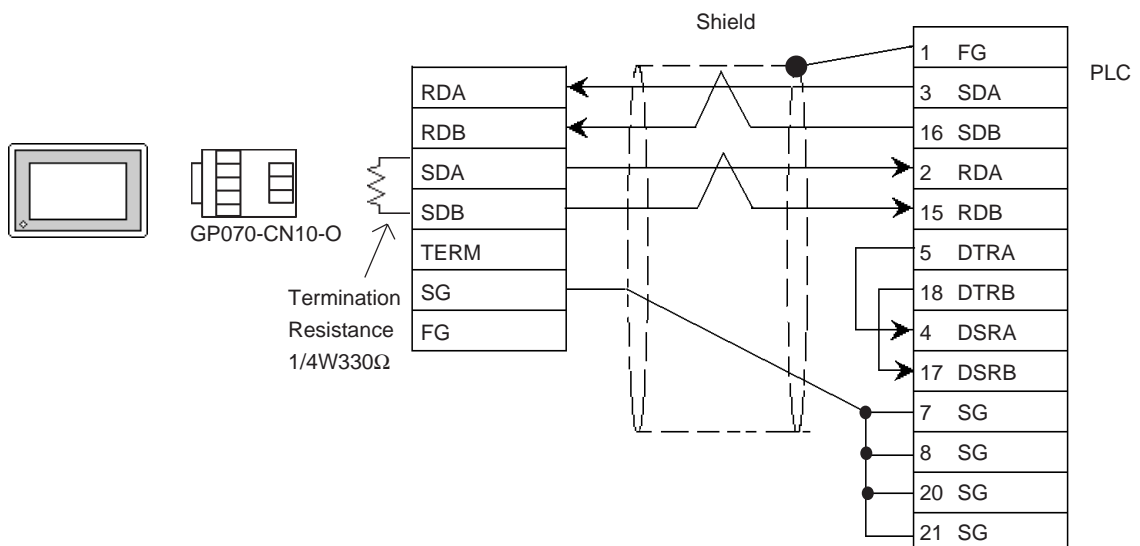 Shield
PLC
GP070-CN10-O
Termination
Resistance
1/4W330Ω
RDA
RDB
SDA
SDB
TERM
SG
FG
1 FG
3 SDA
16 SDB
2 RDA
15 RDB
5 DTRA
18 DTRB
4 DSRA
17 DSRB
7 SG
8 SG
20 SG
21 SG